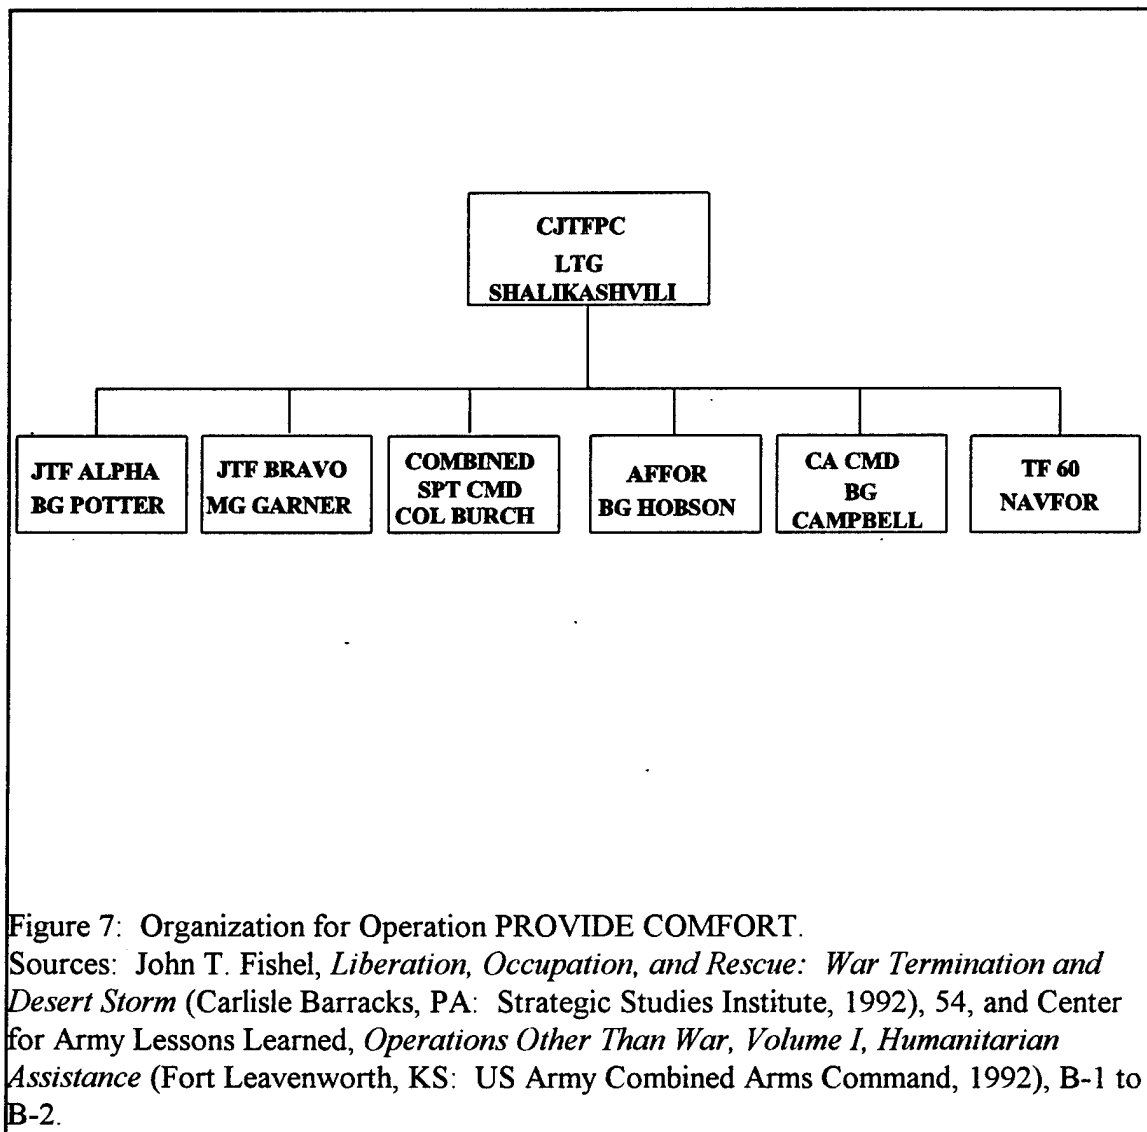 CJTFPC
LTG
SHALIKASHVILI
JTF ALPHA
BG POTTER
JTF BRAVO
MG GARNER
COMBINED
SPT CMD
COL BURCH
AFFOR
BG HOBSON
CA CMD
BG
CAMPBELL
TF 60
NAVFOR
Figure 7: Organization for Operation PROVIDE COMFORT.
Sources: John T. Fishel, Liberation, Occupation, and Rescue: War Termination and
Desert Storm (Carlisle Barracks, PA: Strategic Studies Institute, 1992), 54, and Center
for Army Lessons Learned, Operations Other Than War, Volume I, Humanitarian
Assistance (Fort Leavenworth, KS: US Army Combined Arms Command, 1992), B-1 to
B-2.